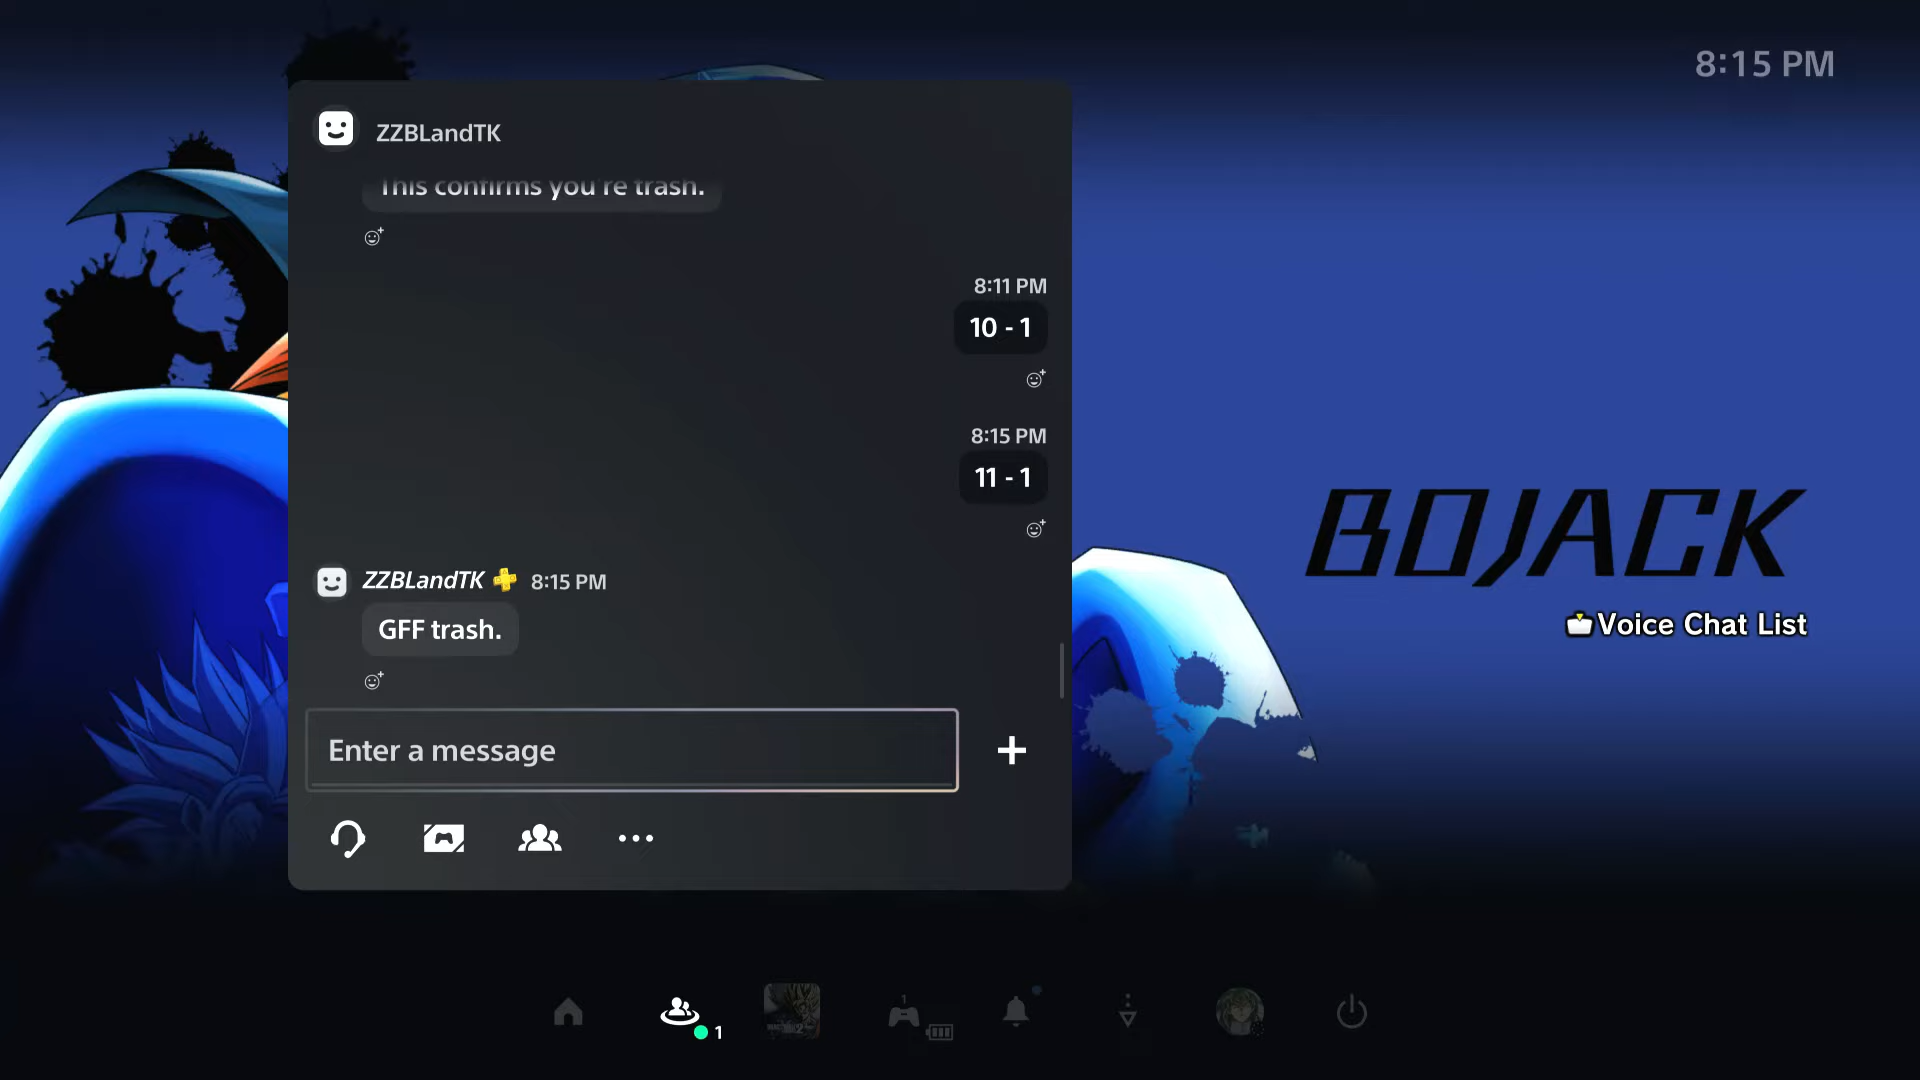 8:15 PM
ZZBLandTK
This confirms you're trash.
8:11 PM
10 - 1
8:15 PM
11 - 1
ZZBLandTK 8:15 PM
GFF trash.
BOJACK
Voice Chat List
Enter a message
1
1